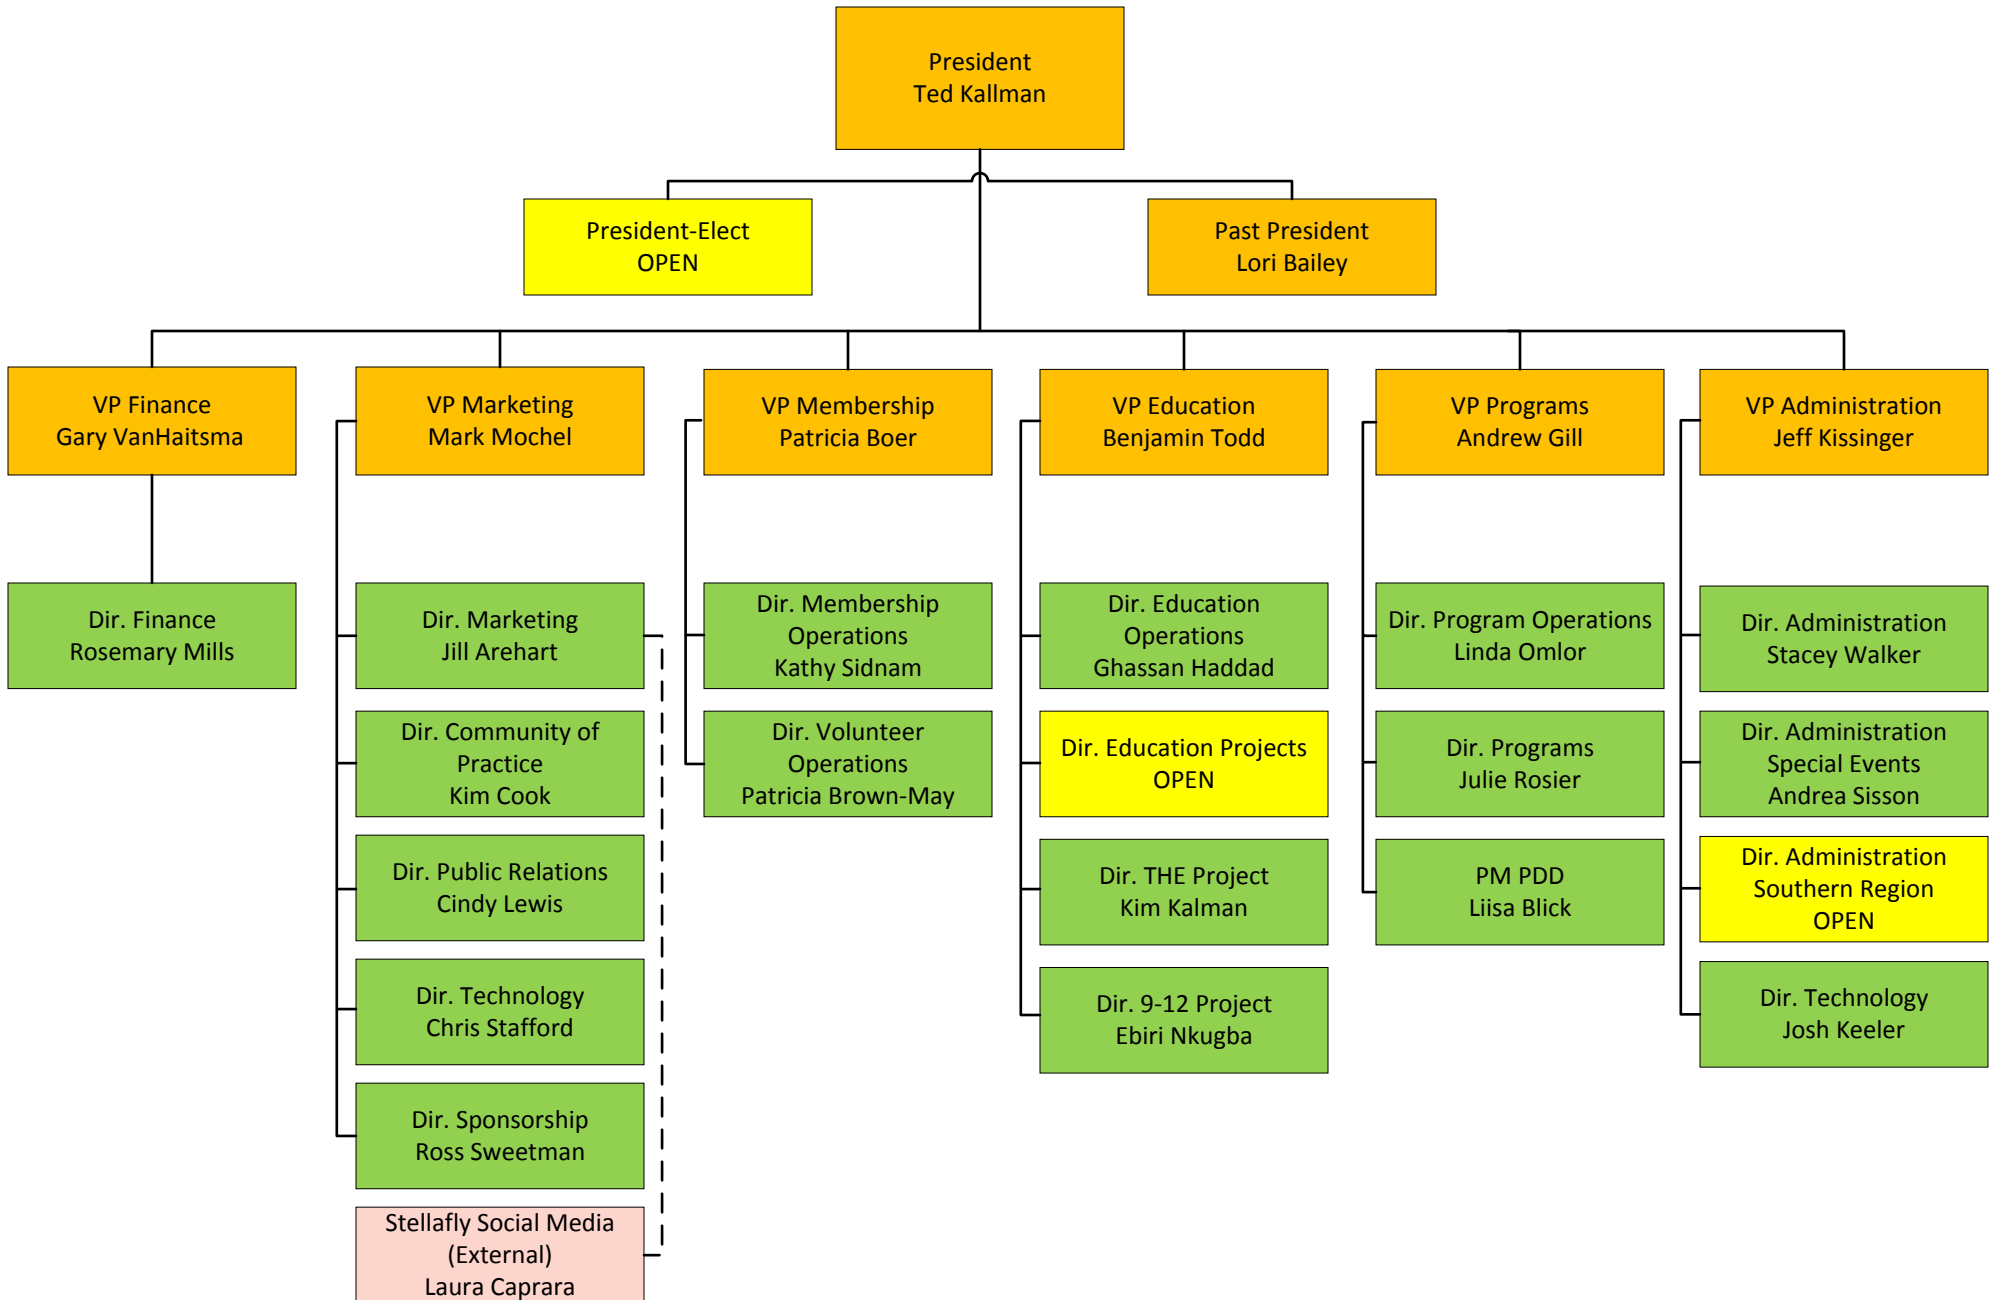 President
Ted Kallman
President-Elect
OPEN
Past President
Lori Bailey
VP Finance
Gary VanHaitsma
VP Marketing
Mark Mochel
VP Membership
Patricia Boer
VP Education
Benjamin Todd
VP Programs
Andrew Gill
VP Administration
Jeff Kissinger
Dir. Finance
Rosemary Mills
Dir. Marketing
Jill Arehart
Dir. Membership
Operations
Kathy Sidnam
Dir. Education
Operations
Ghassan Haddad
Dir. Program Operations
Linda Omlor
Dir. Administration
Stacey Walker
Dir. Community of
Practice
Kim Cook
Dir. Volunteer
Operations
Patricia Brown-May
Dir. Education Projects
OPEN
Dir. Programs
Julie Rosier
Dir. Administration
Special Events
Andrea Sisson
Dir. Public Relations
Cindy Lewis
Dir. THE Project
Kim Kalman
PM PDD
Liisa Blick
Dir. Administration
Southern Region
OPEN
Dir. Technology
Chris Stafford
Dir. 9-12 Project
Ebiri Nkugba
Dir. Technology
Josh Keeler
Dir. Sponsorship
Ross Sweetman
Stellafly Social Media
(External)
Laura Caprara